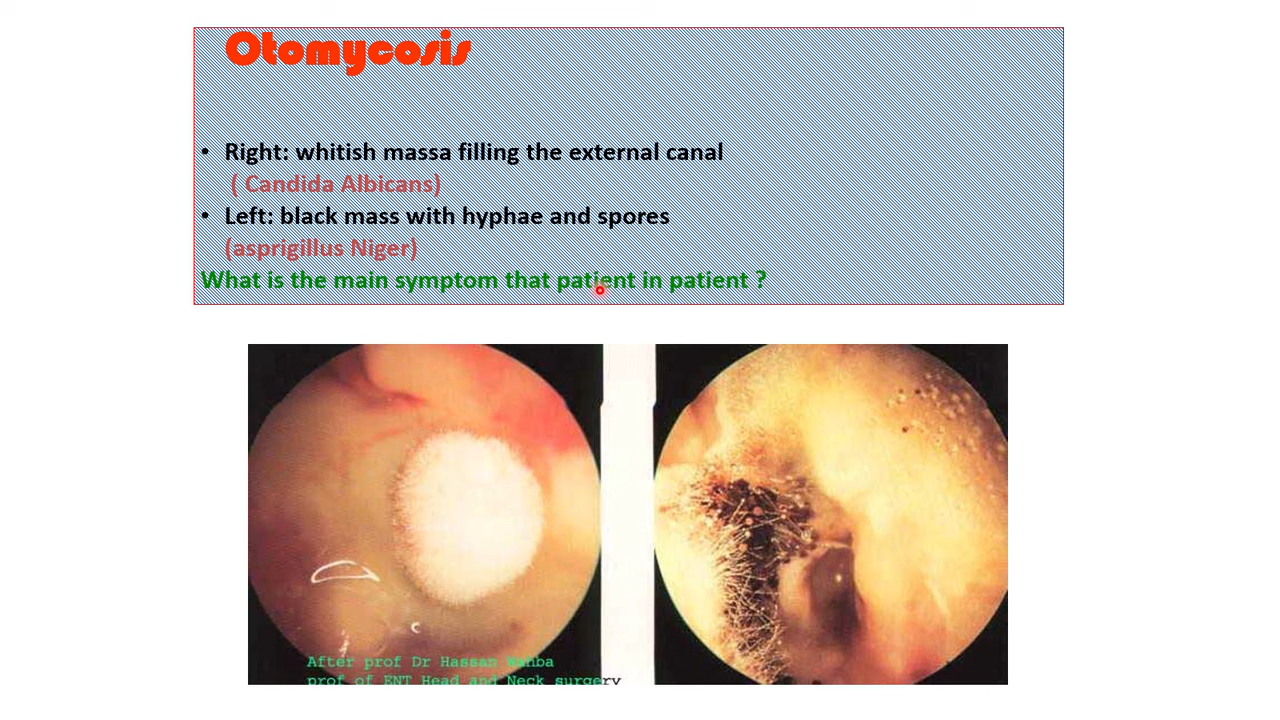 Otomycosis
• Right: whitish massa filling the external canal
( Candida Albicans)
• Left: black mass with hyphae and spores
(asprigillus Niger)
What is the main symptom that patient in patient ?
After prof Dr Hassan Wahba
prof of ENT Head and Neck surgery